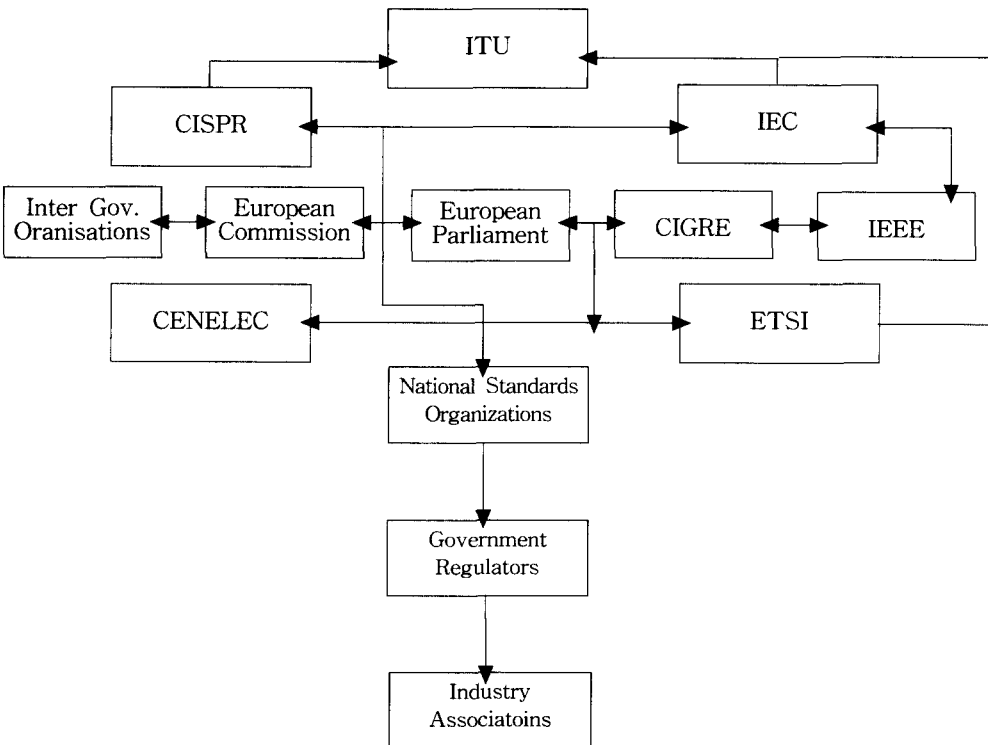 ITU
CISPR
IEC
Inter Gov.
Oranisations
European
Commission
European
Parliament
CIGRE
IEEE
CENELEC
ETSI
National Standards
Organizations
Government
Regulators
Industry
Associatoins